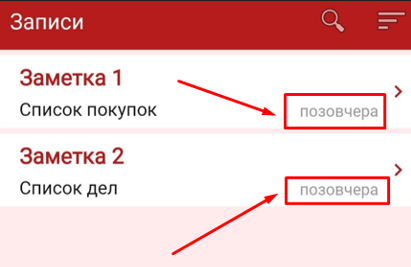 Записи
Заметка 1
Список покупок
позовчера
Заметка 2
Список дел
позовчера